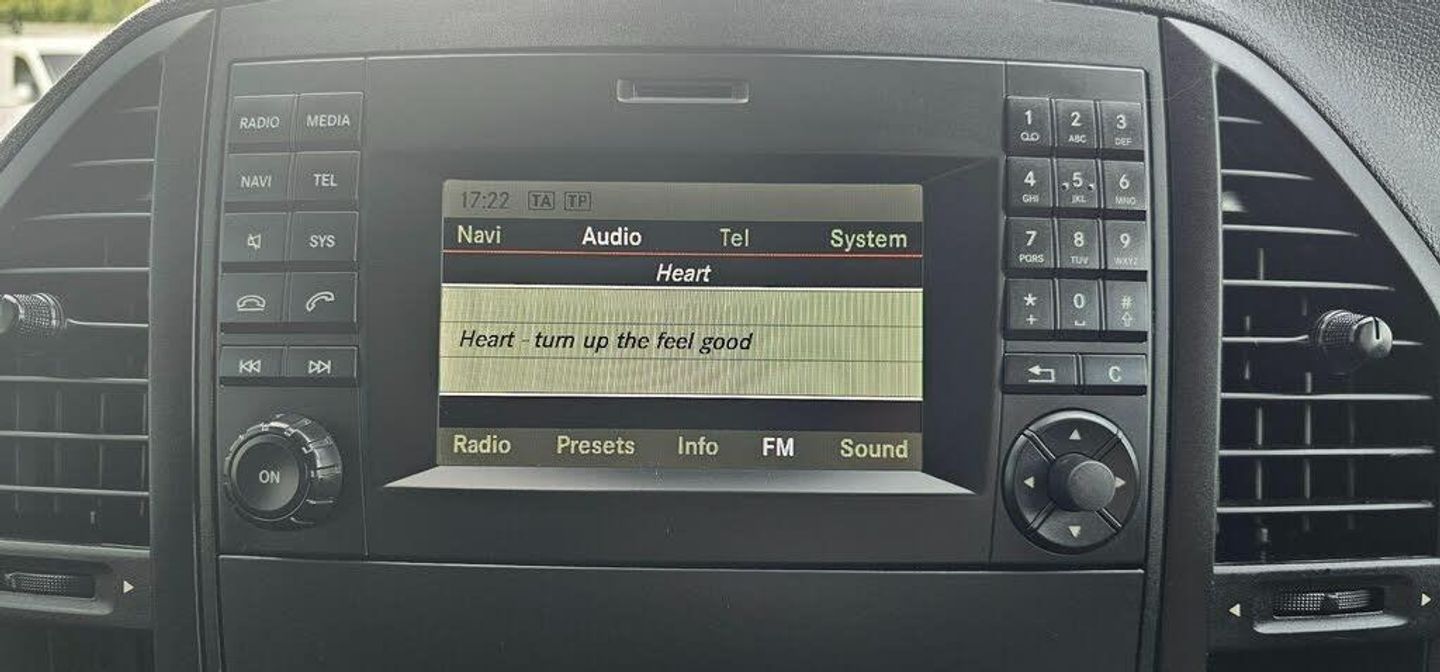 RADIO MEDIA
NAVI TEL
SYS
ON
17:22 TA TP
Navi Audio Tel System
Heart
Heart - turn up the feel good
Radio Presets Info FM Sound
1 2 3
ABC DEF
4 5 6
GHI JKL MNO
7 8 9
PQRS TUV WXYZ
* 0 #
+
C